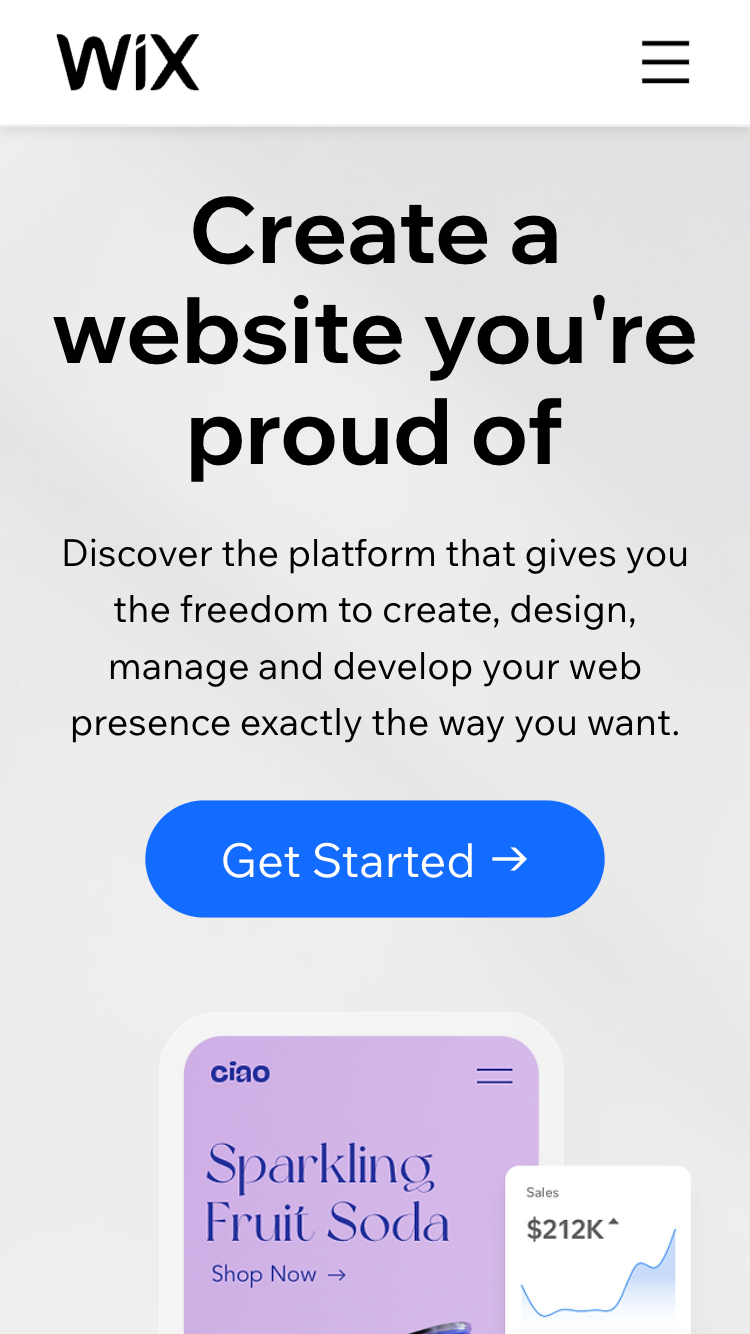 WiX
Create a
website you're
proud of
Discover the platform that gives you
the freedom to create, design,
manage and develop your web
presence exactly the way you want.
Get Started →
ciao
Sparkling
Fruit Soda
Shop Now →
Sales
$212K